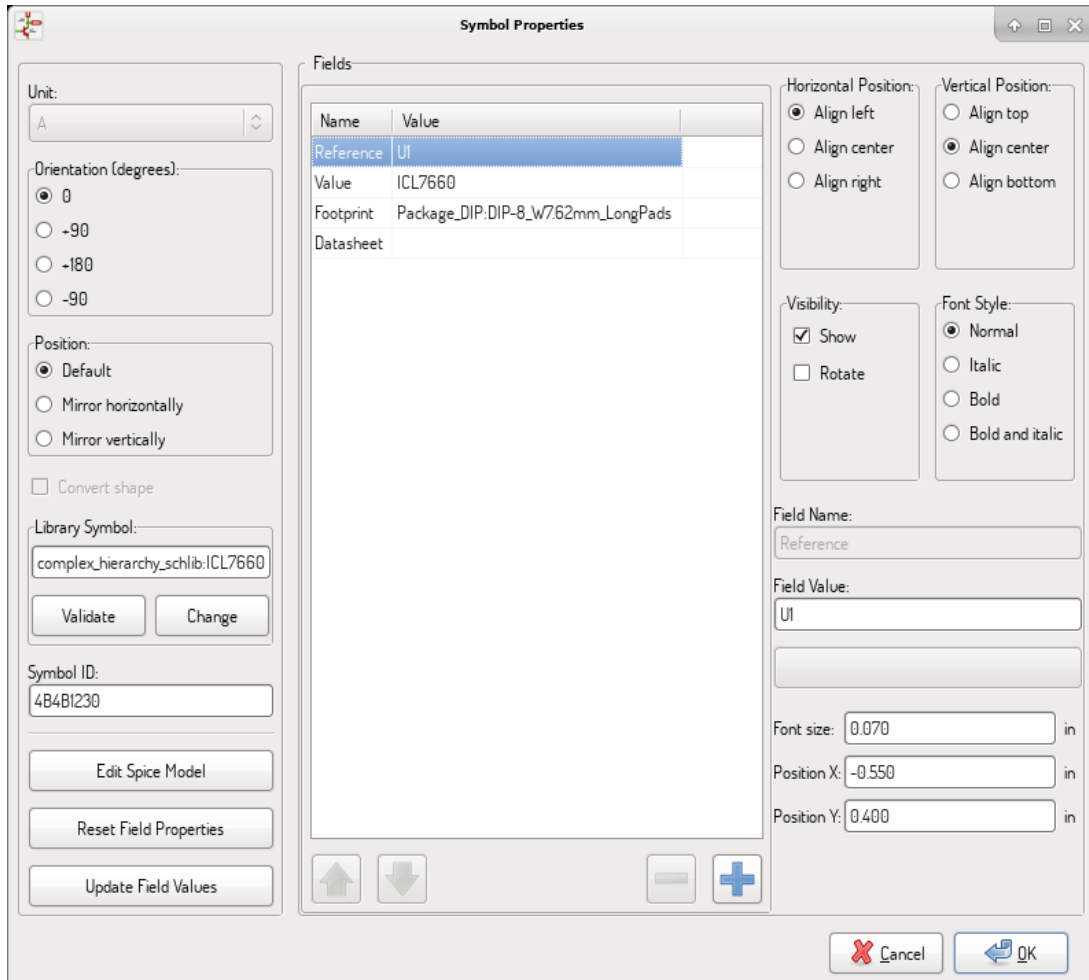 Symbol Properties
Unit:
A
Orientation (degrees):
0
+90
+180
-90
Position:
Default
Mirror horizontally
Mirror vertically
Convert shape
Library Symbol:
complex_hierarchy_schlib:ICL7660
Validate Change
Symbol ID:
4B4B1230
Edit Spice Model
Reset Field Properties
Update Field Values
Fields
Name Value
Reference U1
Value ICL7660
Footprint Package_DIP:DIP-8_W7.62mm_LongPads
Datasheet
Horizontal Position:
Align left
Align center
Align right
Vertical Position:
Align top
Align center
Align bottom
Visibility:
Show
Rotate
Font Style:
Normal
Italic
Bold
Bold and italic
Field Name:
Reference
Field Value:
U1
Font size: 0.070 in
Position X: -0.550 in
Position Y: 0.400 in
Cancel OK